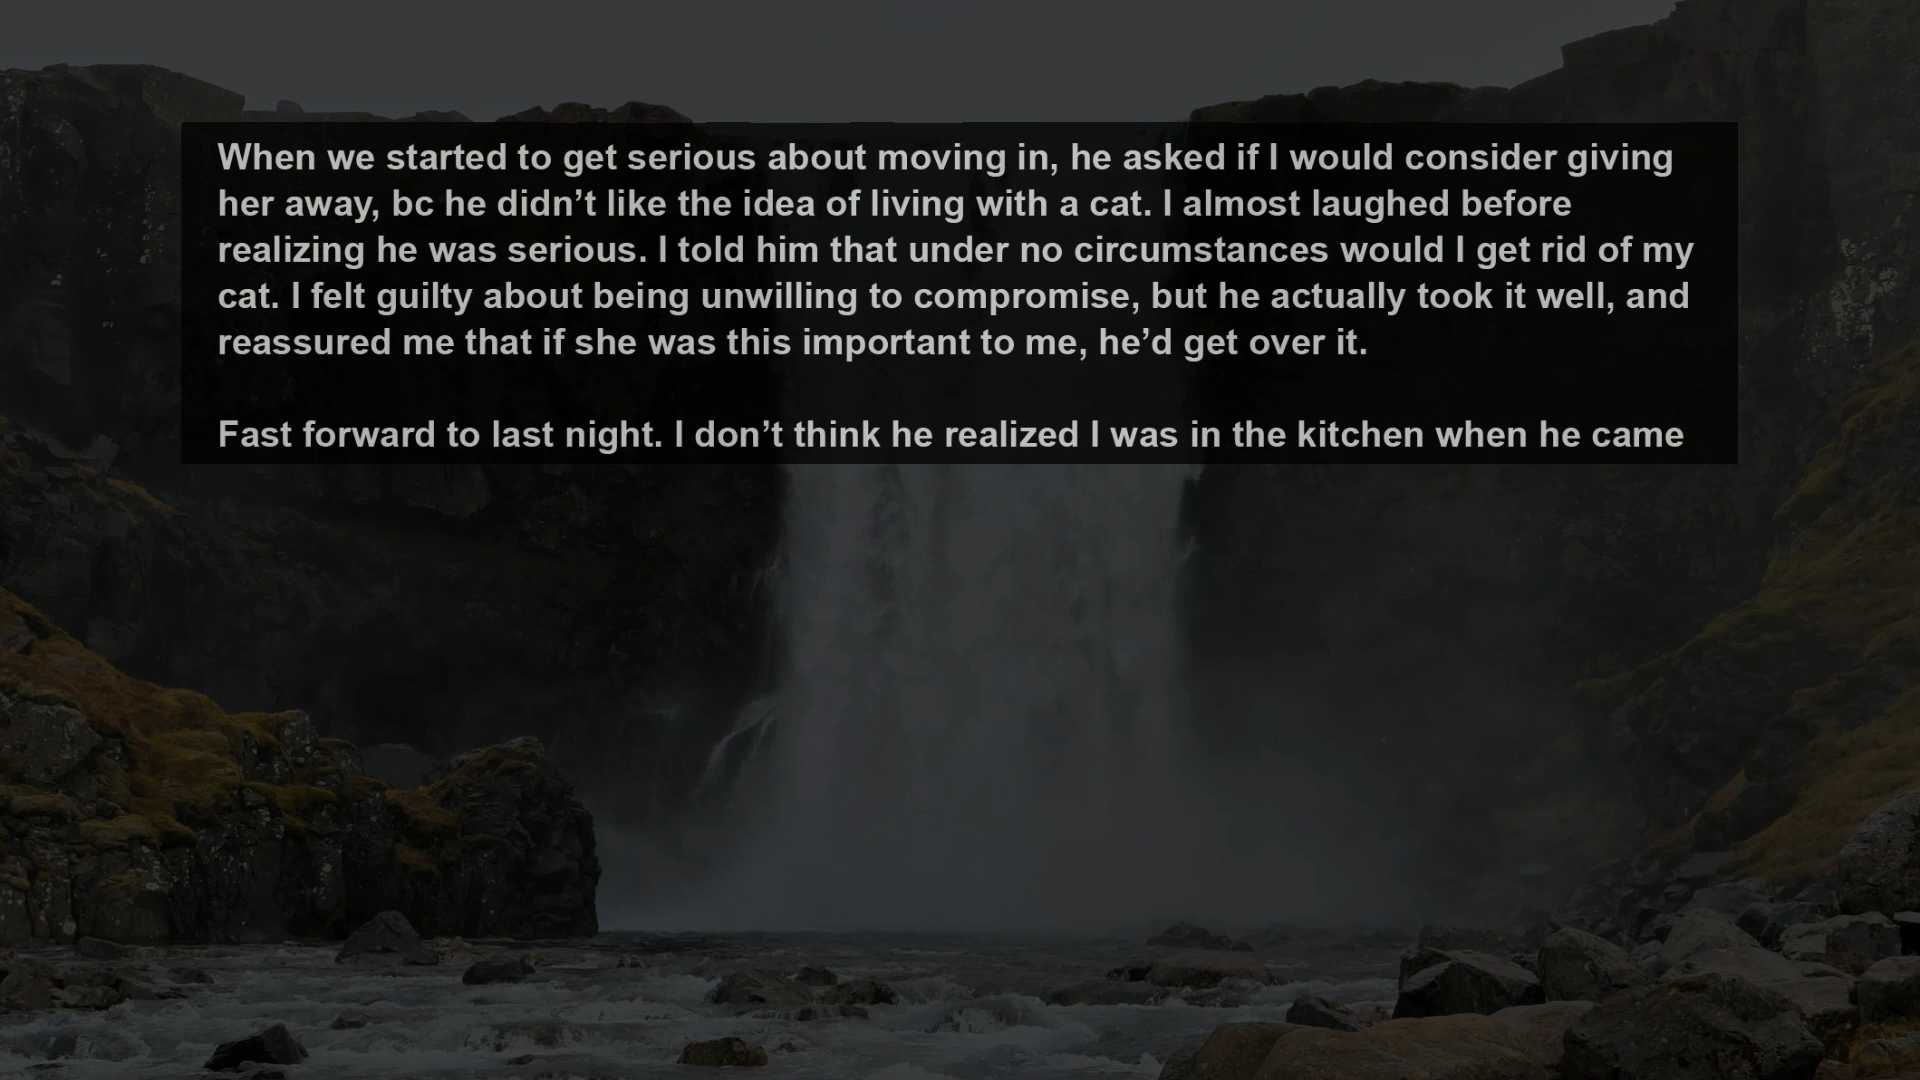 When we started to get serious about moving in, he asked if I would consider giving
her away, bc he didn’t like the idea of living with a cat. I almost laughed before
realizing he was serious. I told him that under no circumstances would I get rid of my
cat. I felt guilty about being unwilling to compromise, but he actually took it well, and
reassured me that if she was this important to me, he’d get over it.
Fast forward to last night. I don’t think he realized I was in the kitchen when he came